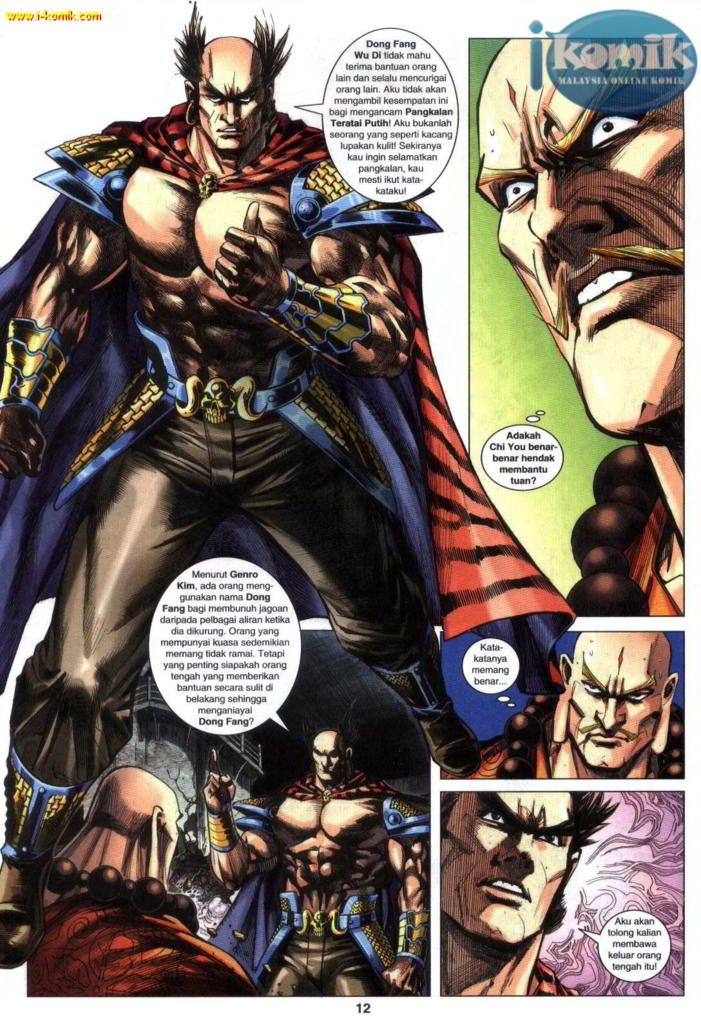 www.i-komik.com
ikomik
MALAYSIA ONLINE KOMIK
Dong Fang
Wu Di tidak mahu
terima bantuan orang
lain dan selalu mencurigai
orang lain. Aku tidak akan
mengambil kesempatan ini
bagi mengancam Pangkalan
Teratai Putih! Aku bukanlah
seorang yang seperti kacang
lupakan kulit! Sekiranya
kau ingin selamatkan
pangkalan, kau
mesti ikut kata-
kataku!
Adakah
Chi You benar-
benar hendak
membantu
tuan?
Menurut Genro
Kim, ada orang meng-
gunakan nama Dong
Fang bagi membunuh jagoan
daripada pelbagai aliran ketika
dia dikurung. Orang yang
mempunyai kuasa sedemikian
memang tidak ramai. Tetapi
yang penting siapakah orang
tengah yang memberikan
bantuan secara sulit di
belakang sehingga
menganiayai
Dong Fang?
Kata-
katanya
memang
benar...
Aku akan
tolong kalian
membawa
keluar orang
tengah itu!
12